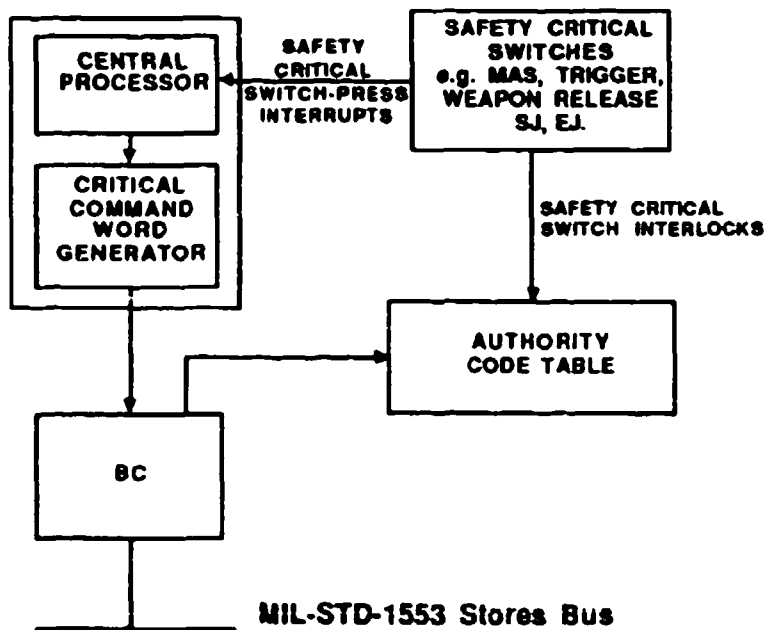 CENTRAL
PROCESSOR
CRITICAL
COMMAND
WORD
GENERATOR
SAFETY
CRITICAL
SWITCH-PRESS
INTERRUPTS
SAFETY CRITICAL
SWITCHES
e.g. MAS, TRIGGER,
WEAPON RELEASE
SJ, EJ.
SAFETY CRITICAL
SWITCH INTERLOCKS
AUTHORITY
CODE TABLE
BC
MIL-STD-1553 Stores Bus